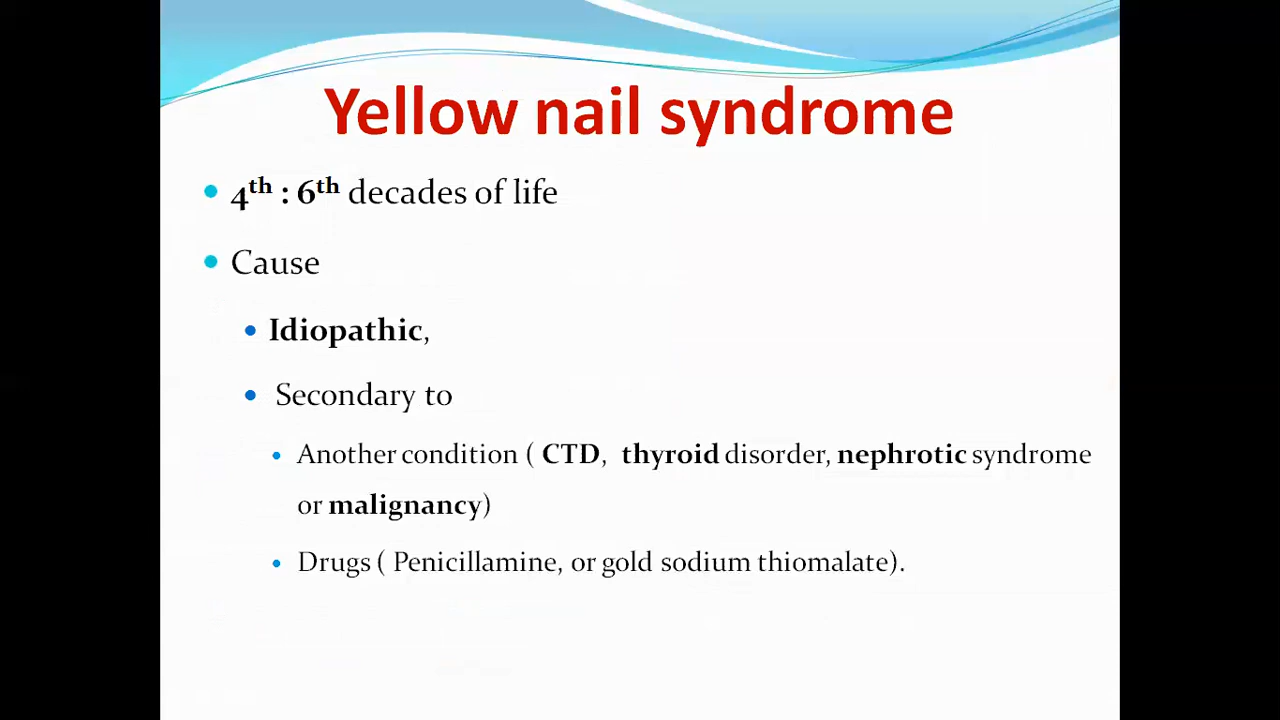 Yellow nail syndrome
• 4th : 6th decades of life
• Cause
• Idiopathic,
• Secondary to
• Another condition ( CTD, thyroid disorder, nephrotic syndrome
or malignancy)
• Drugs ( Penicillamine, or gold sodium thiomalate).